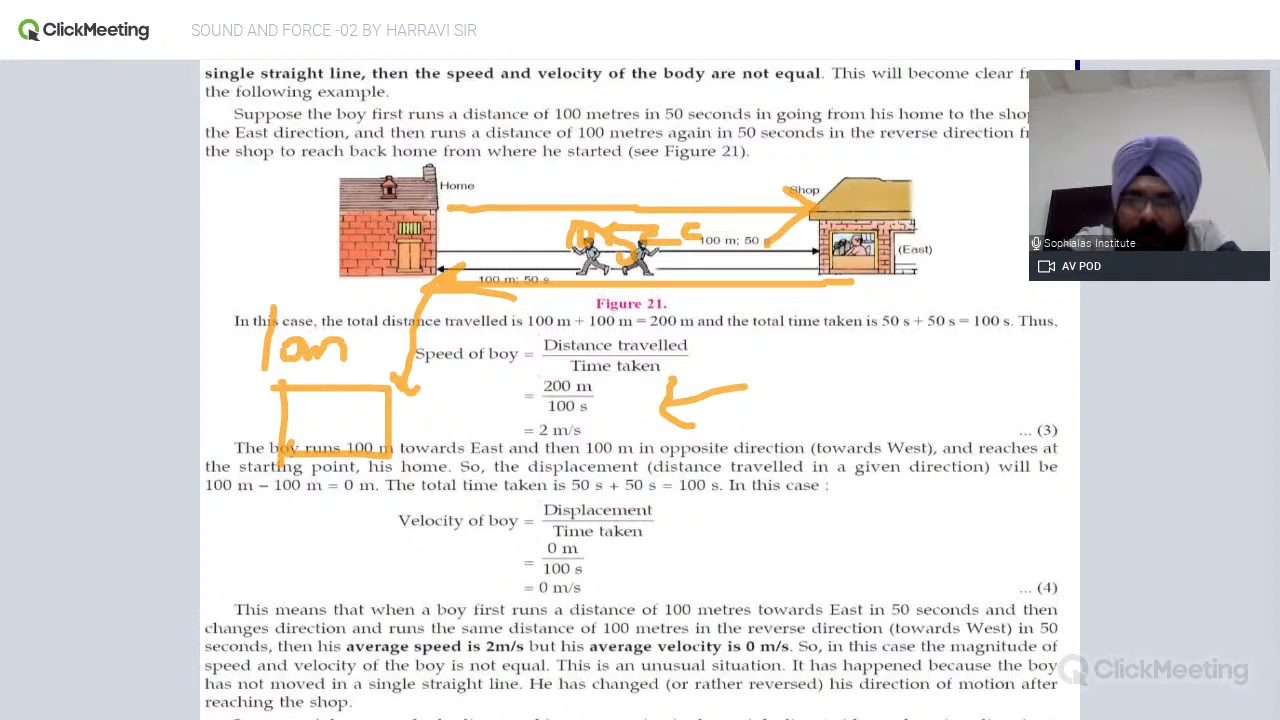 ClickMeeting SOUND AND FORCE -02 BY HARRAVI SIR
single straight line, then the speed and velocity of the body are not equal. This will become clear
the following example.
Suppose the boy first runs a distance of 100 metres in 50 seconds in going from his home to the shop
the East direction, and then runs a distance of 100 metres again in 50 seconds in the reverse direction
the shop to reach back home from where he started (see Figure 21).
Home
Shop
100 m; 50
(East)
100 m; 50 s
Figure 21.
In this case, the total distance travelled is 100 m + 100 m = 200 m and the total time taken is 50 s + 50 s = 100 s. Thus,
Speed of boy = Distance travelled
Time taken
= 200 m
100 s
= 2 m/s ... (3)
The boy runs 100 m towards East and then 100 m in opposite direction (towards West), and reaches at
the starting point, his home. So, the displacement (distance travelled in a given direction) will be
100 m – 100 m = 0 m. The total time taken is 50 s + 50 s = 100 s. In this case :
Velocity of boy = Displacement
Time taken
= 0 m
100 s
= 0 m/s ... (4)
This means that when a boy first runs a distance of 100 metres towards East in 50 seconds and then
changes direction and runs the same distance of 100 metres in the reverse direction (towards West) in 50
seconds, then his average speed is 2m/s but his average velocity is 0 m/s. So, in this case the magnitude of
speed and velocity of the boy is not equal. This is an unusual situation. It has happened because the boy
has not moved in a single straight line. He has changed (or rather reversed) his direction of motion after
reaching the shop.
Sophialas Institute
AV POD
ClickMeeting